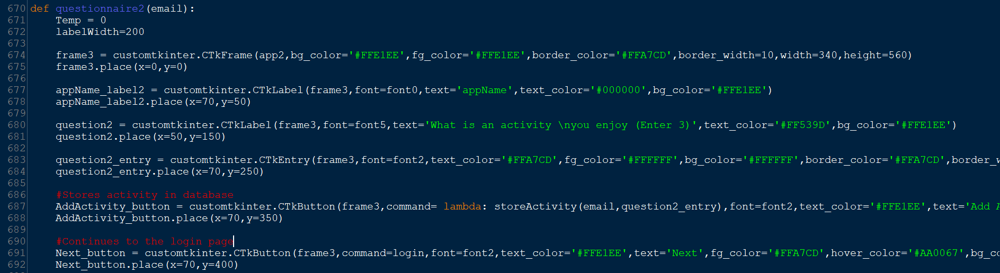 670 def questionnaire2(email):
671     Temp = 0
672     labelWidth=200
673
674     frame3 = customtkinter.CTkFrame(app2,bg_color='#FFE1EE',fg_color='#FFE1EE',border_color='#FFA7CD',border_width=10,width=340,height=560)
675     frame3.place(x=0,y=0)
676
677     appName_label2 = customtkinter.CTkLabel(frame3,font=font0,text='appName',text_color='#000000',bg_color='#FFE1EE')
678     appName_label2.place(x=70,y=50)
679
680     question2 = customtkinter.CTkLabel(frame3,font=font5,text='What is an activity \nyou enjoy (Enter 3)',text_color='#FF539D',bg_color='#FFE1EE')
681     question2.place(x=50,y=150)
682
683     question2_entry = customtkinter.CTkEntry(frame3,font=font2,text_color='#FFA7CD',fg_color='#FFFFFF',bg_color='#FFFFFF',border_color='#FFA7CD',border_w
684     question2_entry.place(x=70,y=250)
685
686     #Stores activity in database
687     AddActivity_button = customtkinter.CTkButton(frame3,command= lambda: storeActivity(email,question2_entry),font=font2,text_color='#FFE1EE',text='Add A
688     AddActivity_button.place(x=70,y=350)
689
690     #Continues to the login page
691     Next_button = customtkinter.CTkButton(frame3,command=login,font=font2,text_color='#FFE1EE',text='Next',fg_color='#FFA7CD',hover_color='#AA0067',bg_co
692     Next_button.place(x=70,y=400)